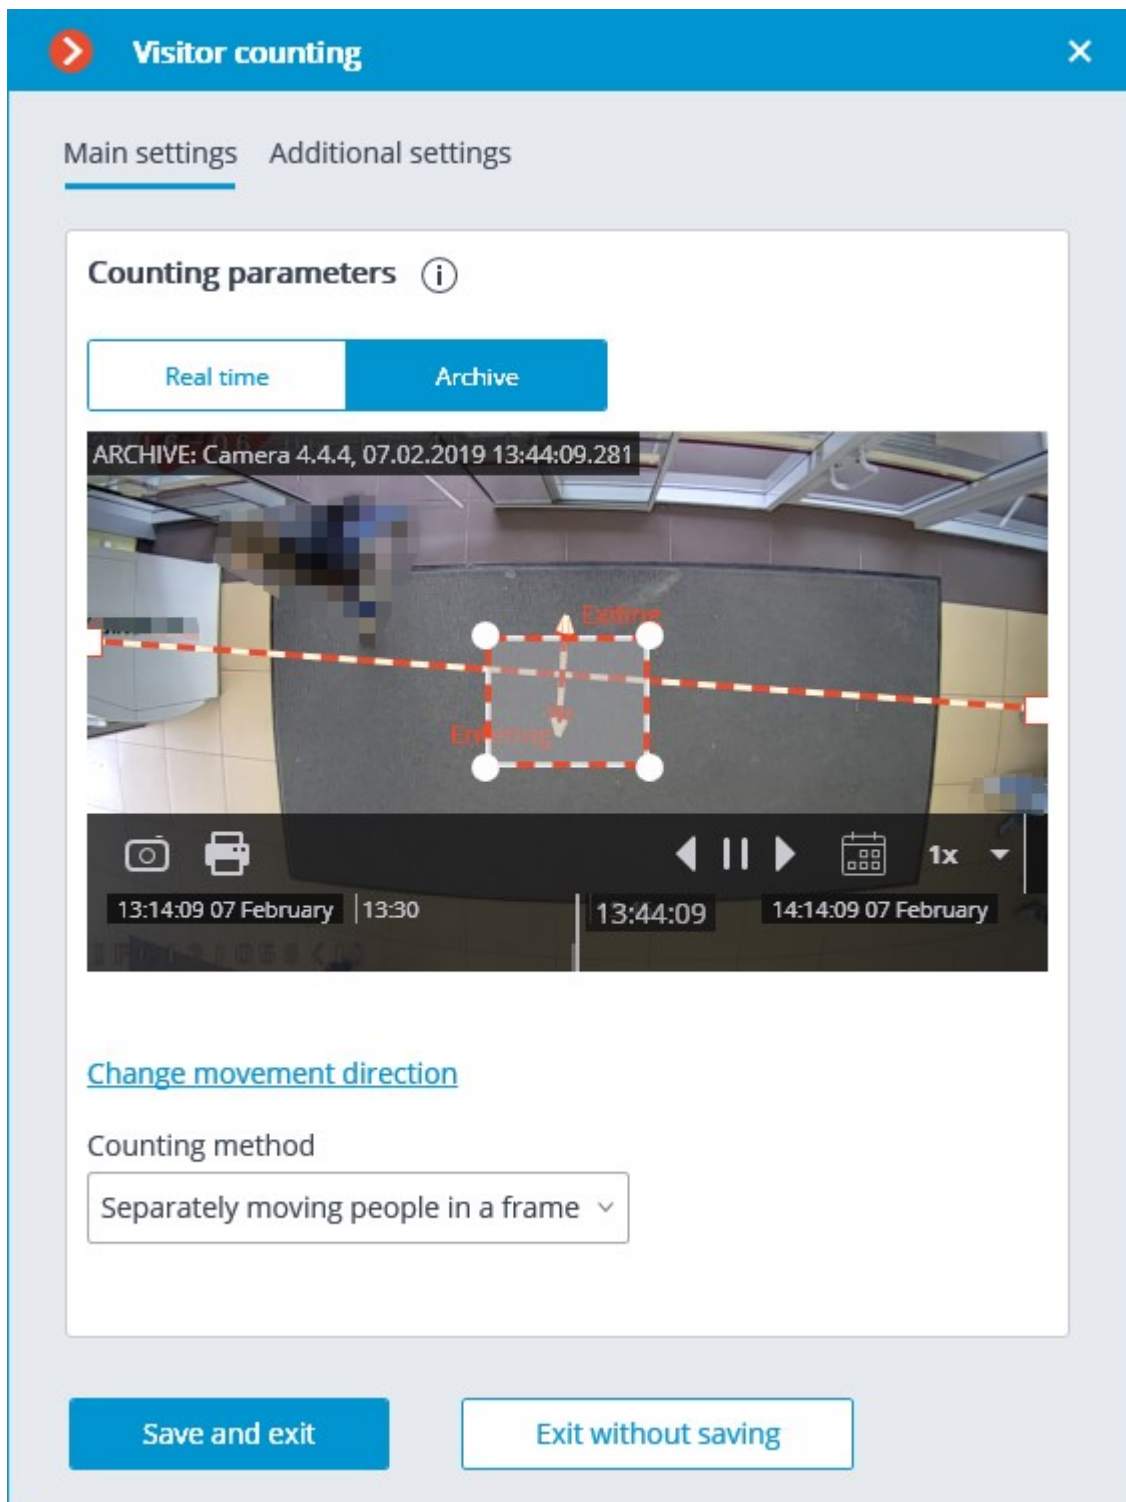 Visitor counting
Main settings Additional settings
Counting parameters
Real time Archive
ARCHIVE: Camera 4.4.4, 07.02.2019 13:44:09.281
Exiting
Entering
1x
13:14:09 07 February 13:30 13:44:09 14:14:09 07 February
Change movement direction
Counting method
Separately moving people in a frame
Save and exit Exit without saving